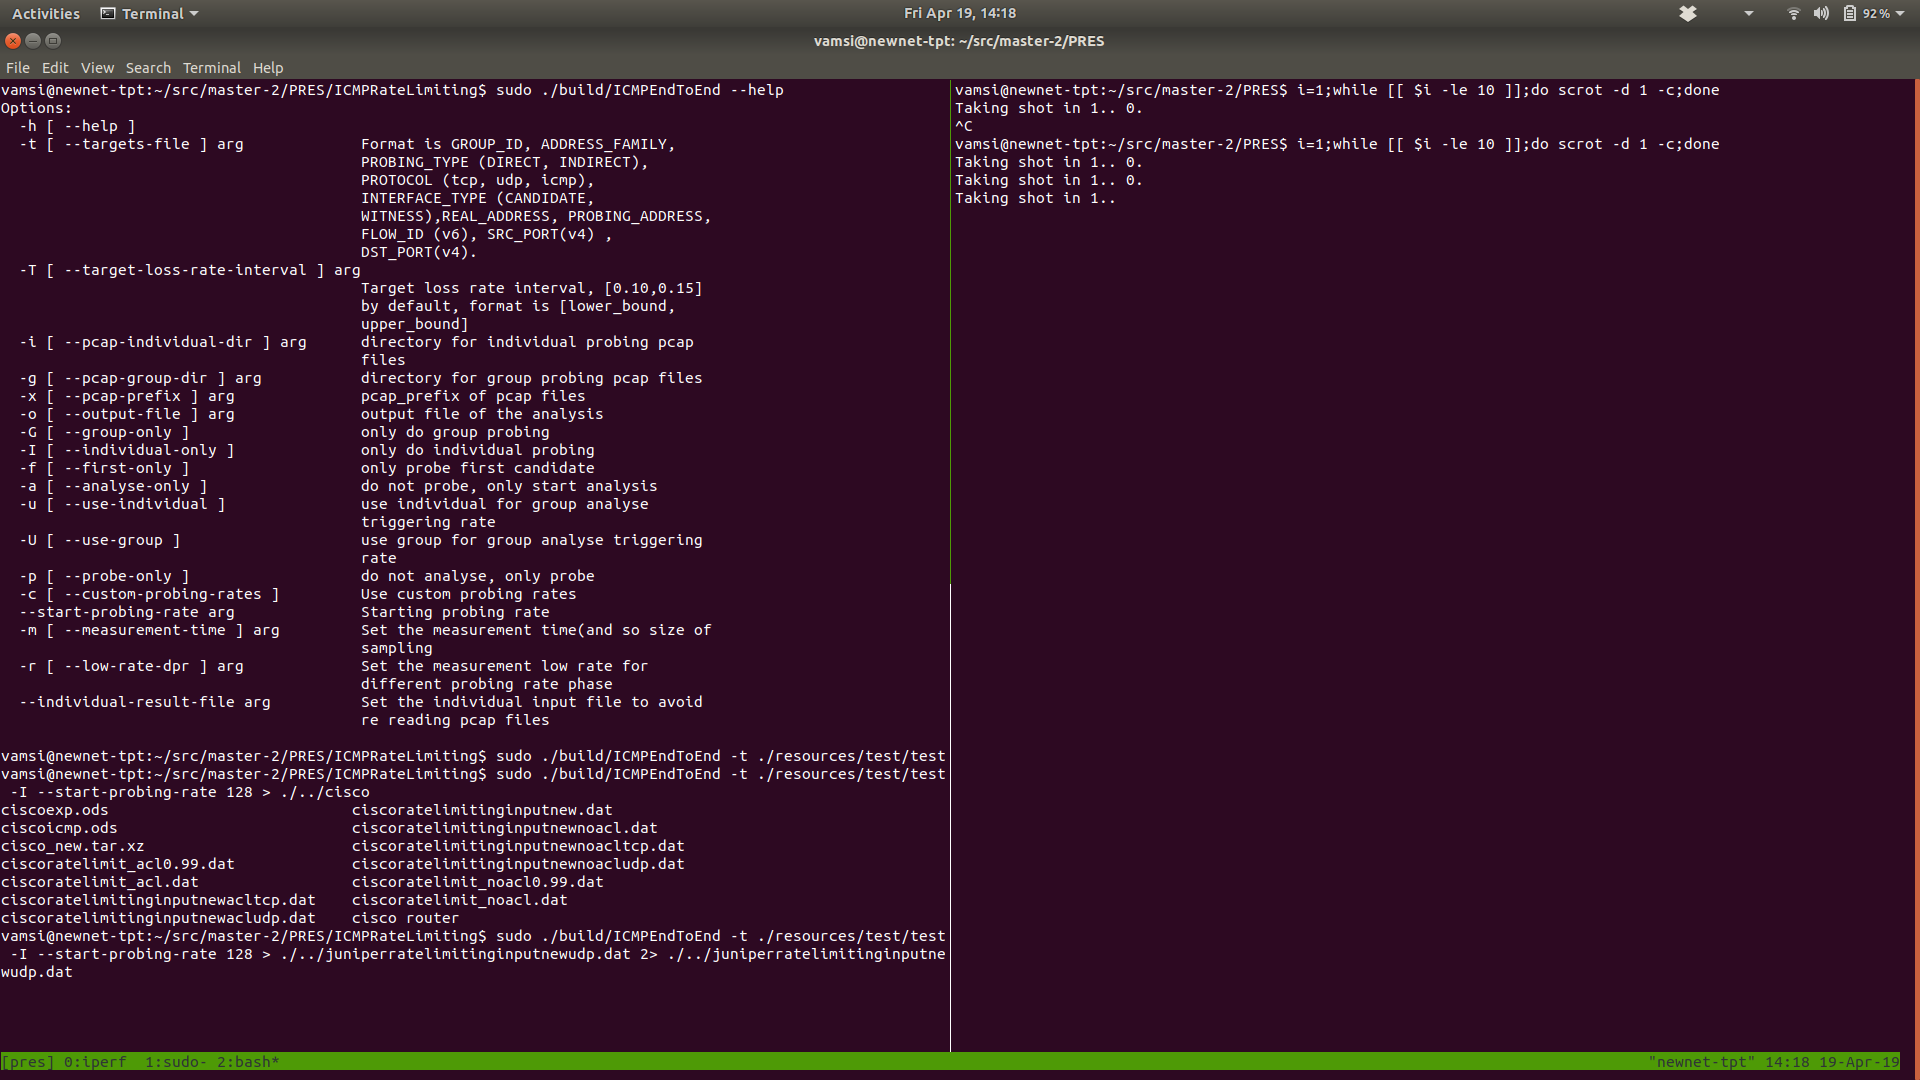 Activities Terminal Fri Apr 19, 14:18 92%
vamsi@newnet-tpt: ~/src/master-2/PRES
File Edit View Search Terminal Help
vamsi@newnet-tpt:~/src/master-2/PRES/ICMPRateLimiting$ sudo ./build/ICMPEndToEnd --help
Options:
  -h [ --help ]
  -t [ --targets-file ] arg             Format is GROUP_ID, ADDRESS_FAMILY,
                                        PROBING_TYPE (DIRECT, INDIRECT),
                                        PROTOCOL (tcp, udp, icmp),
                                        INTERFACE_TYPE (CANDIDATE,
                                        WITNESS),REAL_ADDRESS, PROBING_ADDRESS,
                                        FLOW_ID (v6), SRC_PORT(v4) ,
                                        DST_PORT(v4).
  -T [ --target-loss-rate-interval ] arg
                                        Target loss rate interval, [0.10,0.15]
                                        by default, format is [lower_bound,
                                        upper_bound]
  -i [ --pcap-individual-dir ] arg      directory for individual probing pcap
                                        files
  -g [ --pcap-group-dir ] arg           directory for group probing pcap files
  -x [ --pcap-prefix ] arg              pcap_prefix of pcap files
  -o [ --output-file ] arg              output file of the analysis
  -G [ --group-only ]                   only do group probing
  -I [ --individual-only ]              only do individual probing
  -f [ --first-only ]                   only probe first candidate
  -a [ --analyse-only ]                 do not probe, only start analysis
  -u [ --use-individual ]               use individual for group analyse
                                        triggering rate
  -U [ --use-group ]                    use group for group analyse triggering
                                        rate
  -p [ --probe-only ]                   do not analyse, only probe
  -c [ --custom-probing-rates ]         Use custom probing rates
  --start-probing-rate arg              Starting probing rate
  -m [ --measurement-time ] arg         Set the measurement time(and so size of
                                        sampling
  -r [ --low-rate-dpr ] arg             Set the measurement low rate for
                                        different probing rate phase
  --individual-result-file arg          Set the individual input file to avoid
                                        re reading pcap files
vamsi@newnet-tpt:~/src/master-2/PRES/ICMPRateLimiting$ sudo ./build/ICMPEndToEnd -t ./resources/test/test
vamsi@newnet-tpt:~/src/master-2/PRES/ICMPRateLimiting$ sudo ./build/ICMPEndToEnd -t ./resources/test/test
 -I --start-probing-rate 128 > ./../cisco
ciscoexp.ods                           ciscoratelimitinginputnew.dat
ciscoicmp.ods                          ciscoratelimitinginputnewnoacl.dat
cisco_new.tar.xz                       ciscoratelimitinginputnewnoacltcp.dat
ciscoratelimit_acl0.99.dat             ciscoratelimitinginputnewnoacludp.dat
ciscoratelimit_acl.dat                 ciscoratelimit_noacl0.99.dat
ciscoratelimitinginputnewacltcp.dat    ciscoratelimit_noacl.dat
ciscoratelimitinginputnewacludp.dat    cisco router
vamsi@newnet-tpt:~/src/master-2/PRES/ICMPRateLimiting$ sudo ./build/ICMPEndToEnd -t ./resources/test/test
 -I --start-probing-rate 128 > ./../juniperratelimitinginputnewudp.dat 2> ./../juniperratelimitinginputne
wudp.dat
vamsi@newnet-tpt:~/src/master-2/PRES$ i=1;while [[ $i -le 10 ]];do scrot -d 1 -c;done
Taking shot in 1.. 0.
^C
vamsi@newnet-tpt:~/src/master-2/PRES$ i=1;while [[ $i -le 10 ]];do scrot -d 1 -c;done
Taking shot in 1.. 0.
Taking shot in 1.. 0.
Taking shot in 1..
[pres] 0:iperf  1:sudo- 2:bash* "newnet-tpt" 14:18 19-Apr-19